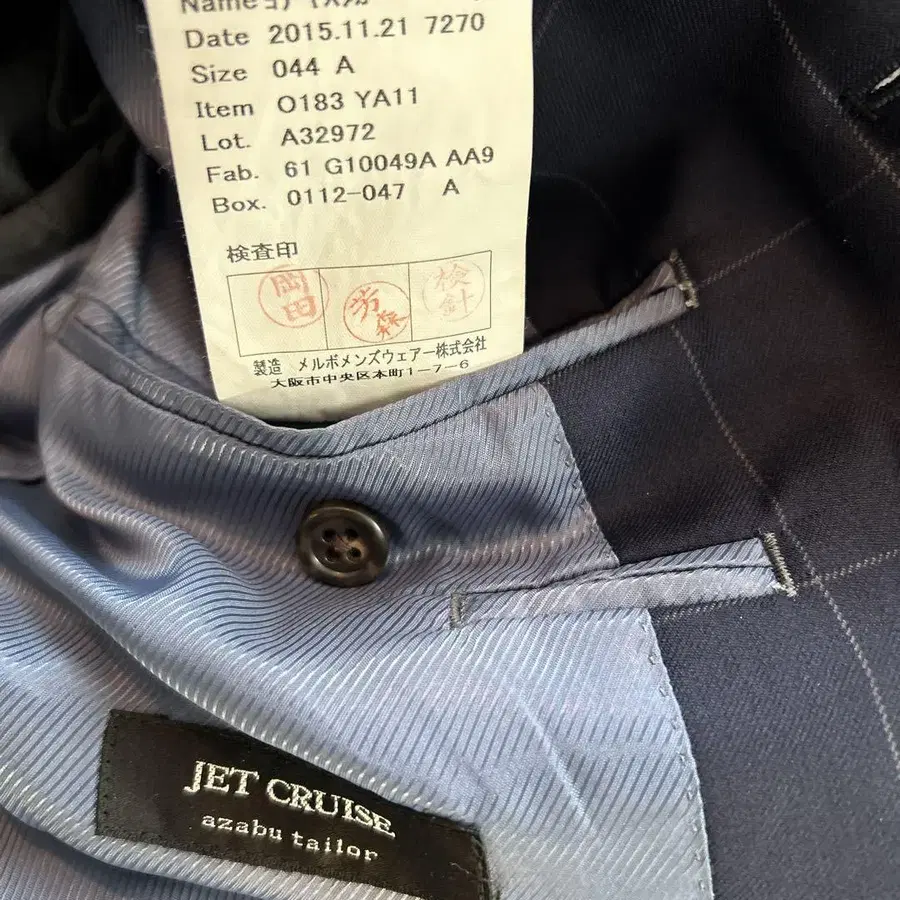 Name
Date 2015.11.21 7270
Size 044 A
Item O183 YA11
Lot. A32972
Fab. 61 G10049A AA9
Box. 0112-047 A
検査印
岡田 芳森 検針
製造 メルボメンズウェアー株式会社
大阪市中央区本町1-7-6
JET CRUISE
azabu tailor